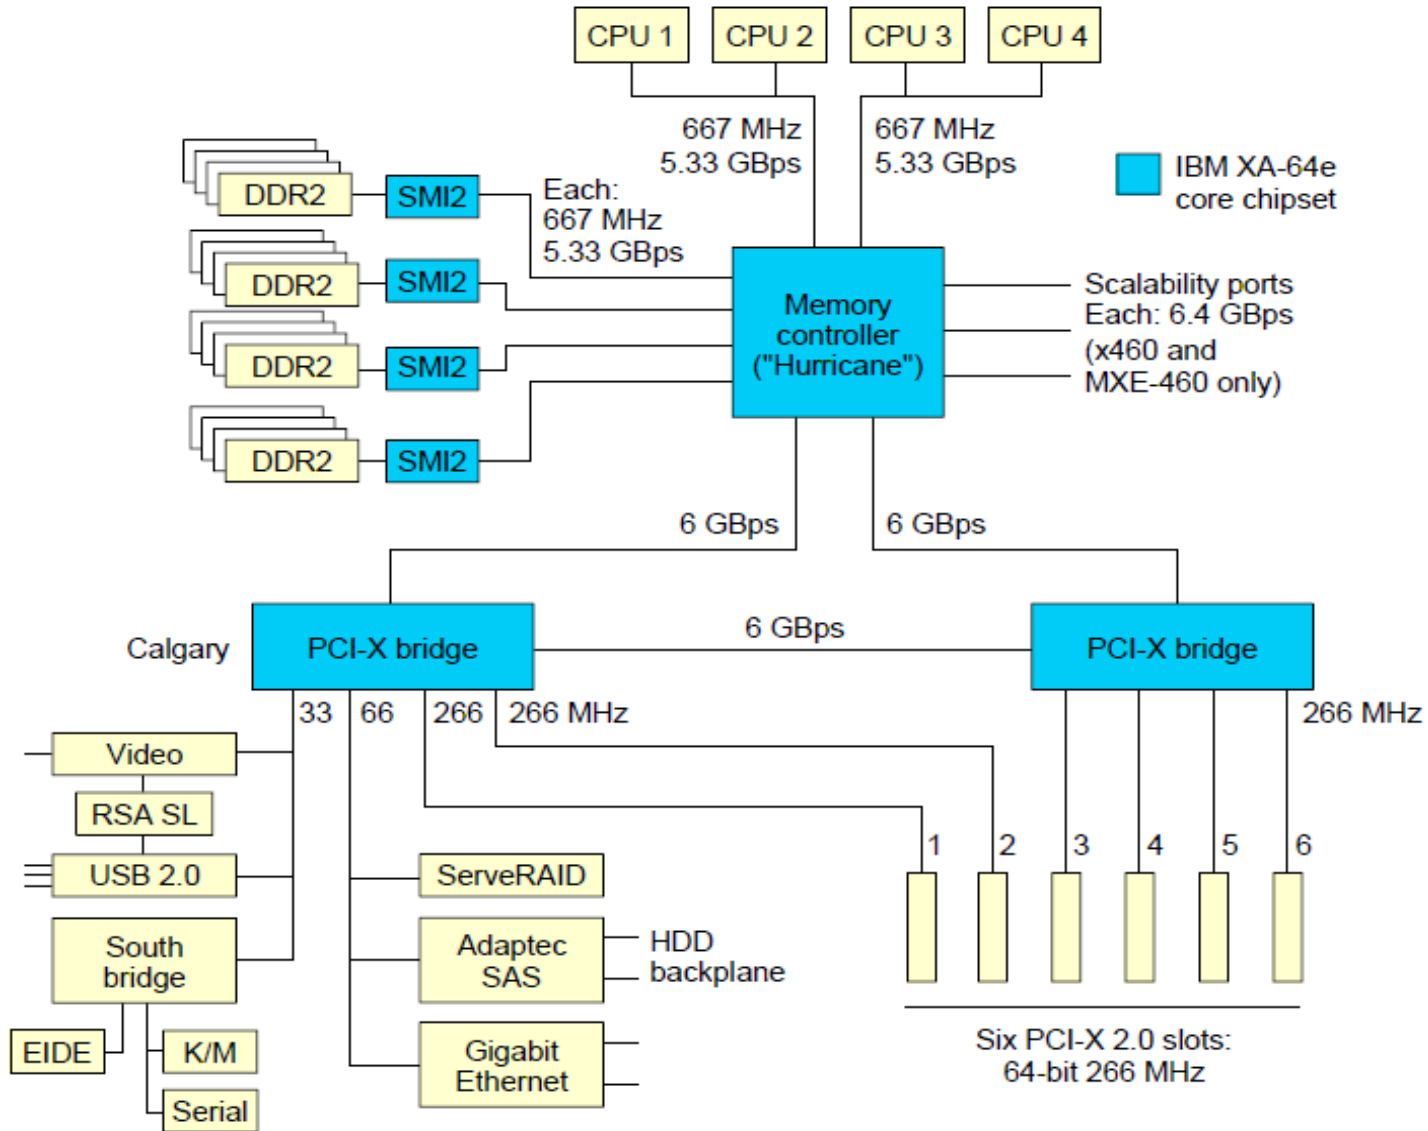 CPU 1
CPU 2
CPU 3
CPU 4
667 MHz
5.33 GBps
667 MHz
5.33 GBps
IBM XA-64e
core chipset
DDR2
SMI2
Each:
667 MHz
5.33 GBps
DDR2
SMI2
DDR2
SMI2
DDR2
SMI2
Memory
controller
("Hurricane")
Scalability ports
Each: 6.4 GBps
(x460 and
MXE-460 only)
6 GBps
6 GBps
Calgary
PCI-X bridge
6 GBps
PCI-X bridge
33
66
266
266 MHz
266 MHz
Video
RSA SL
USB 2.0
South
bridge
EIDE
K/M
Serial
ServeRAID
Adaptec
SAS
HDD
backplane
Gigabit
Ethernet
1
2
3
4
5
6
Six PCI-X 2.0 slots:
64-bit 266 MHz